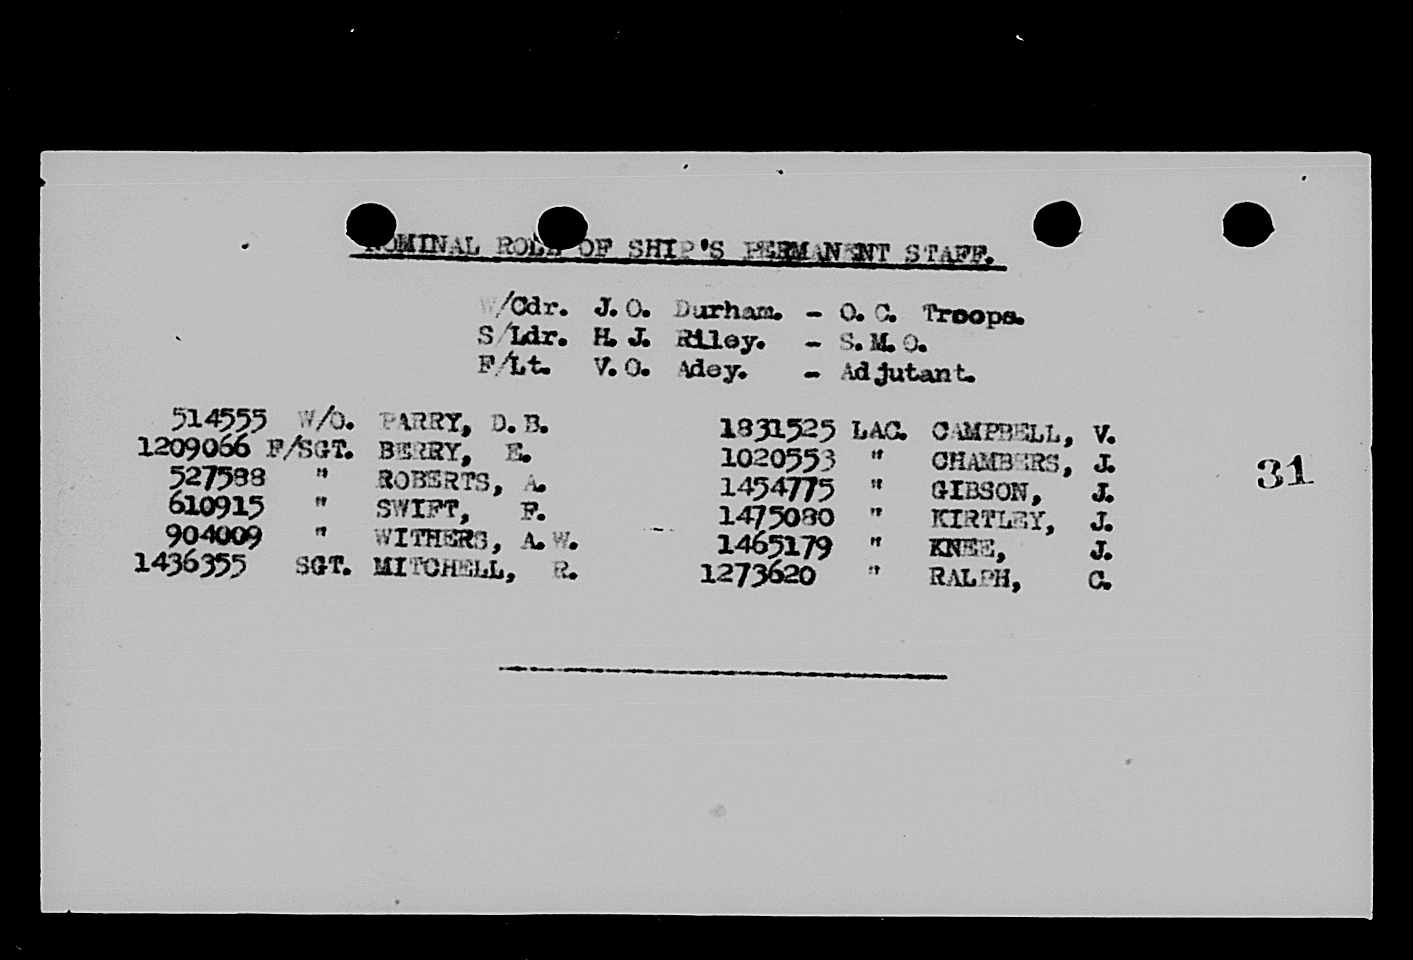 NOMINAL ROLL OF SHIP'S PERMANENT STAFF.
W/Cdr. J.O. Durham. - O.C. Troops.
S/Ldr. H.J. Riley. - S.M.O.
F/Lt. V.O. Adey. - Adjutant.
514555 W/O. PARRY, D.B.
1209066 F/SGT. BERRY, E.
527588 " ROBERTS, A.
610915 " SWIFT, F.
904009 " WITHERS, A.W.
1436355 SGT. MITCHELL, R.
1831525 LAC. CAMPBELL, V.
1020553 " CHAMBERS, J.
1454775 " GIBSON, J.
1475080 " KIRTLEY, J.
1465179 " KNEE, J.
1273620 " RALPH, C.
31